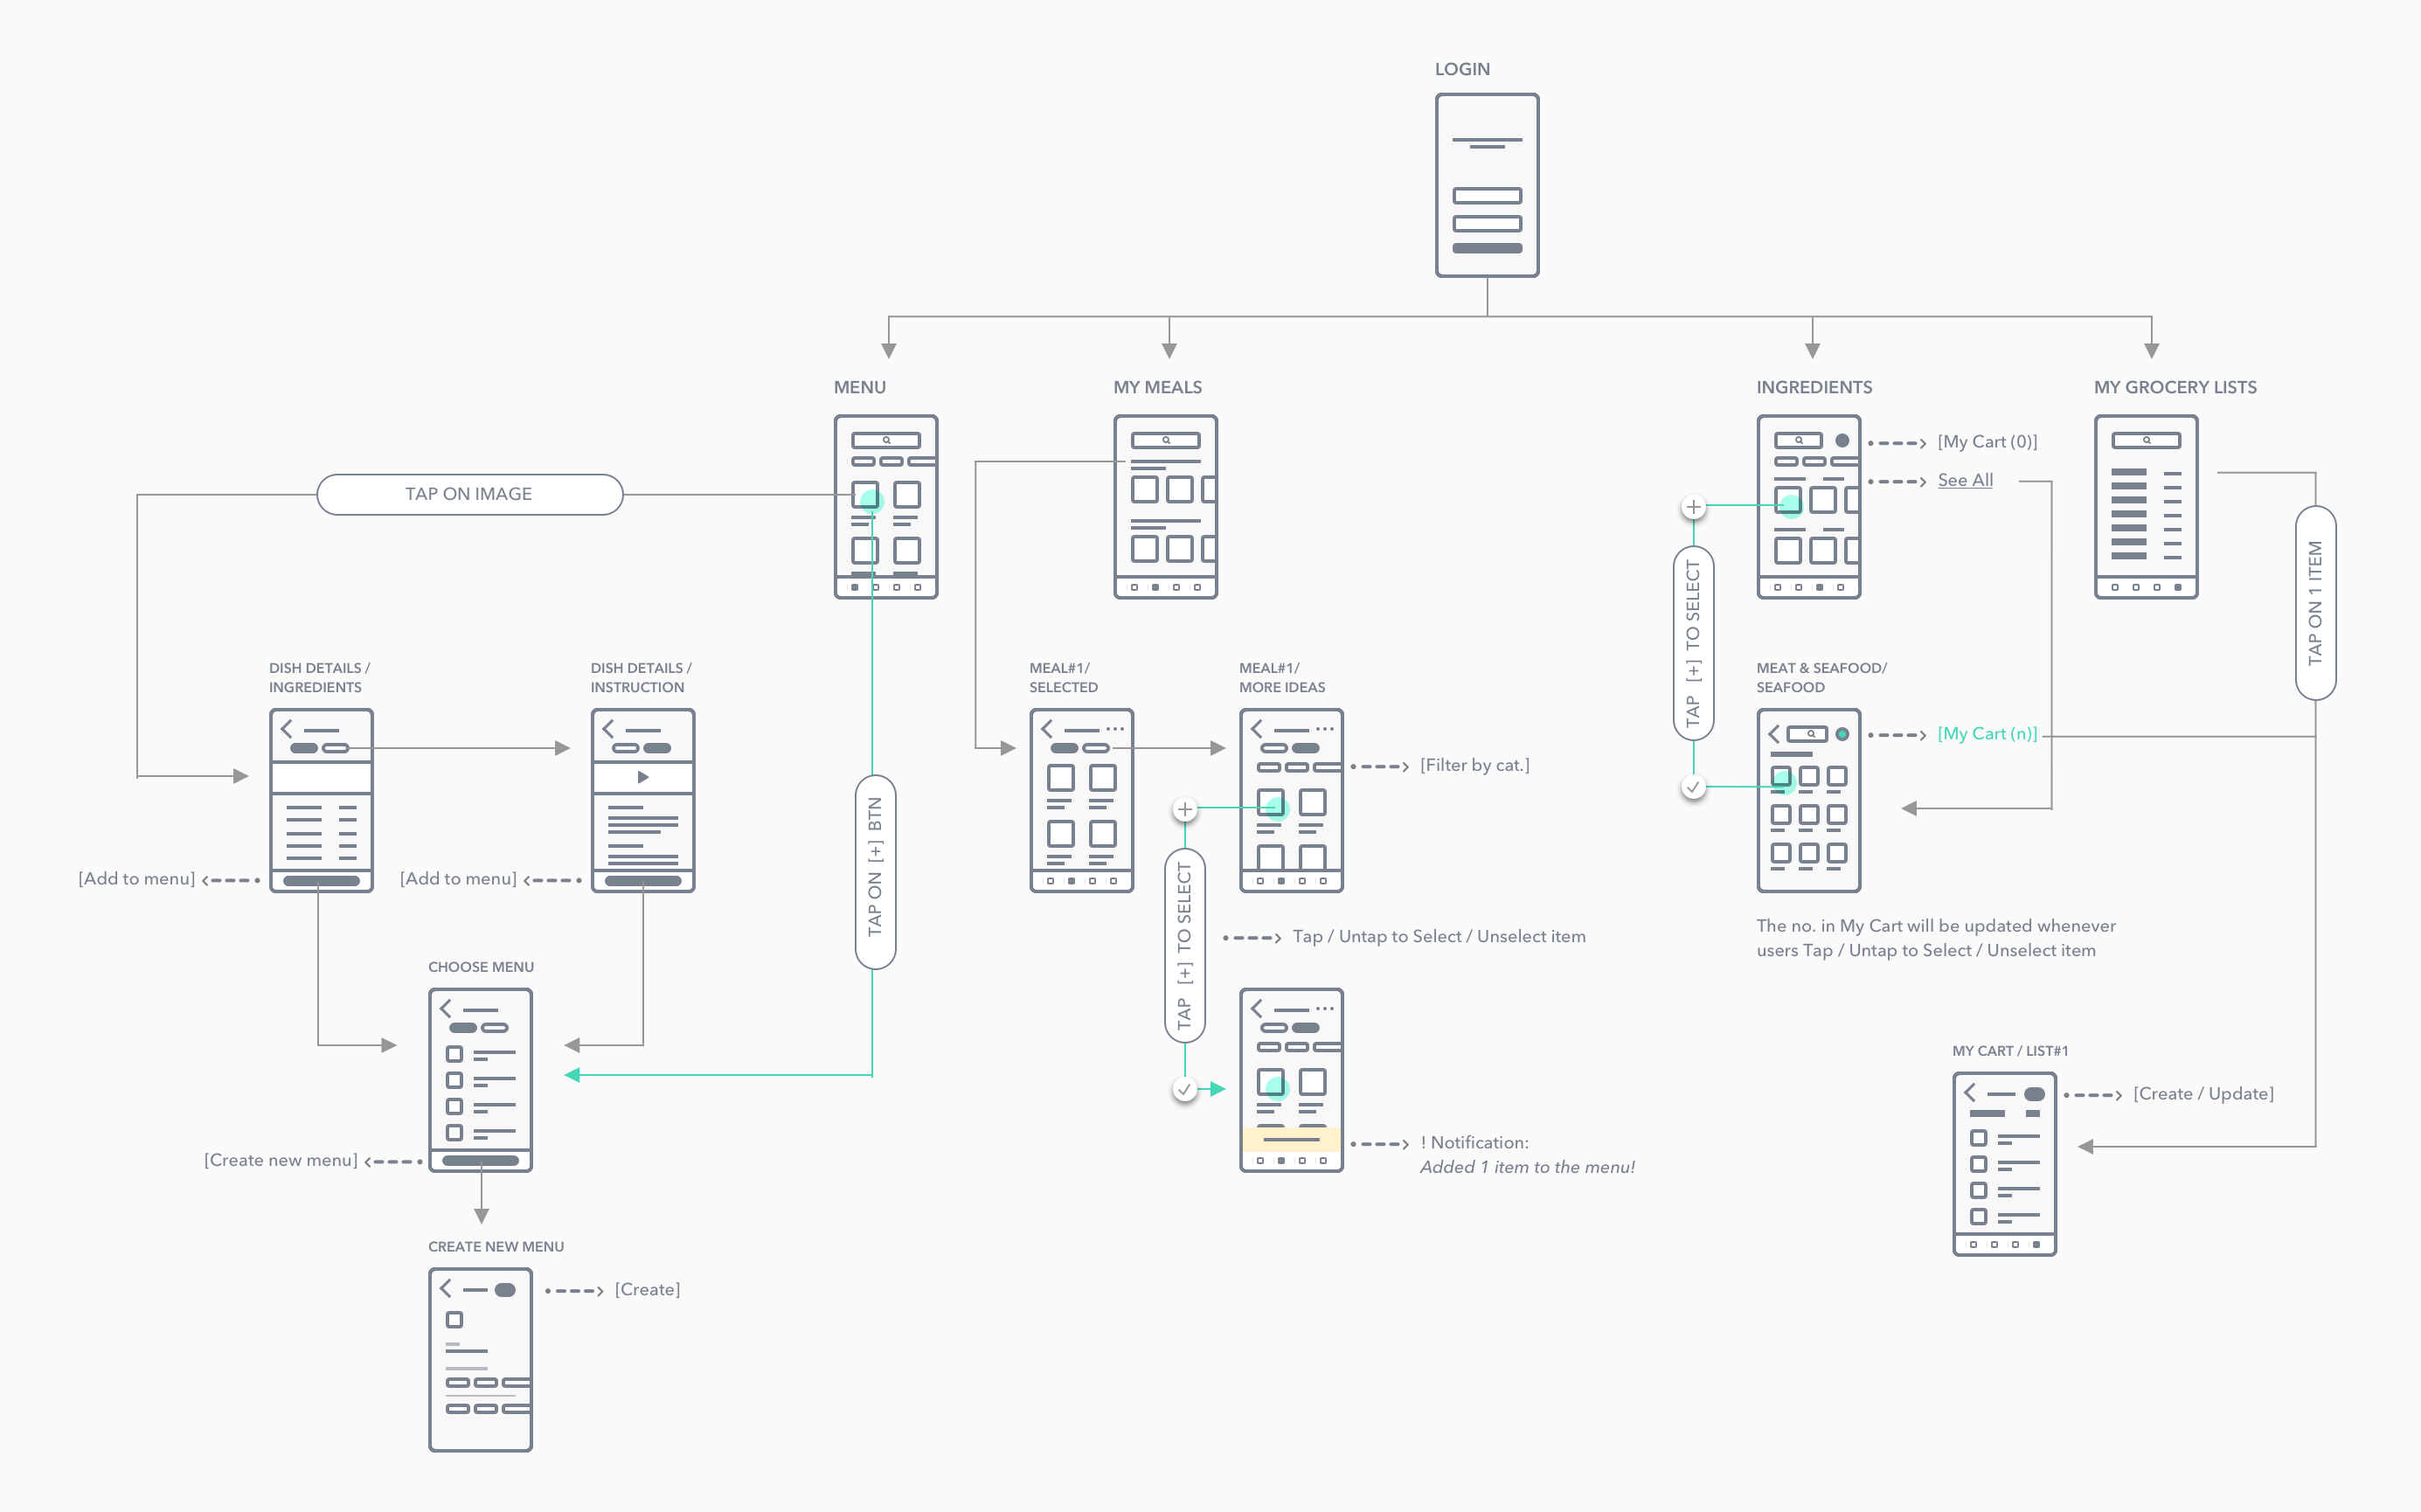 LOGIN
MENU
MY MEALS
INGREDIENTS
MY GROCERY LISTS
[My Cart (0)]
See All
TAP ON IMAGE
TAP [+] TO SELECT
TAP ON 1 ITEM
DISH DETAILS /
INGREDIENTS
DISH DETAILS /
INSTRUCTION
MEAL#1/
SELECTED
MEAL#1/
MORE IDEAS
MEAT & SEAFOOD/
SEAFOOD
[My Cart (n)]
[Filter by cat.]
TAP ON [+] BTN
[Add to menu]
[Add to menu]
TAP [+] TO SELECT
Tap / Untap to Select / Unselect item
The no. in My Cart will be updated whenever
users Tap / Untap to Select / Unselect item
CHOOSE MENU
MY CART / LIST#1
[Create / Update]
! Notification:
Added 1 item to the menu!
[Create new menu]
CREATE NEW MENU
[Create]